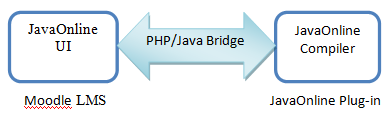 JavaOnline
UI
PHP/Java Bridge
JavaOnline
Compiler
Moodle LMS
JavaOnline Plug-in